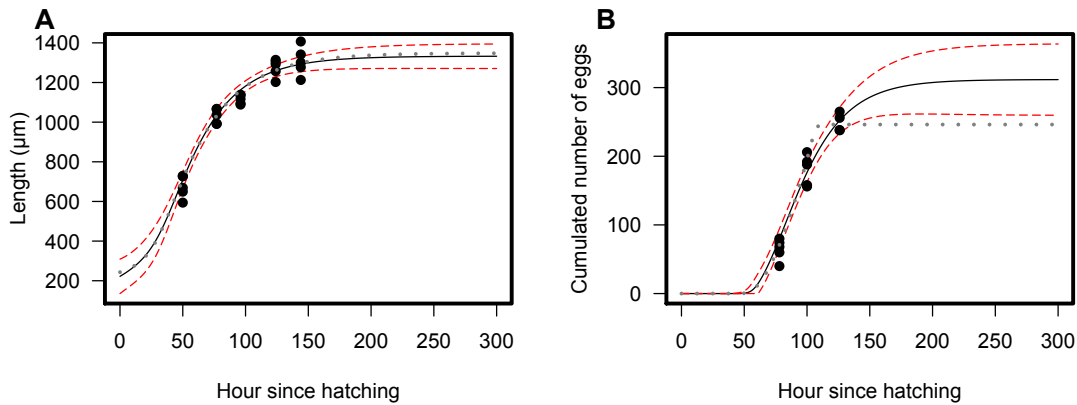 A
Length (µm)
1400
1200
1000
800
600
400
200
0 50 100 150 200 250 300
Hour since hatching
B
Cumulated number of eggs
300
200
100
0
0 50 100 150 200 250 300
Hour since hatching